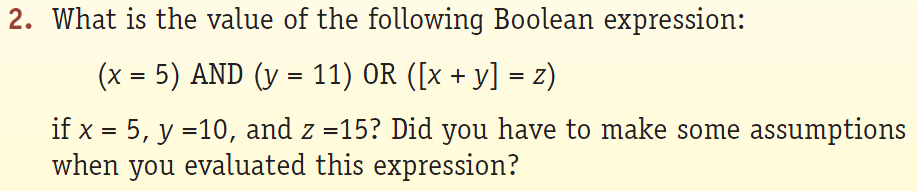 2. What is the value of the following Boolean expression:
(x = 5) AND (y = 11) OR ([x + y] = z)
if x = 5, y =10, and z =15? Did you have to make some assumptions
when you evaluated this expression?